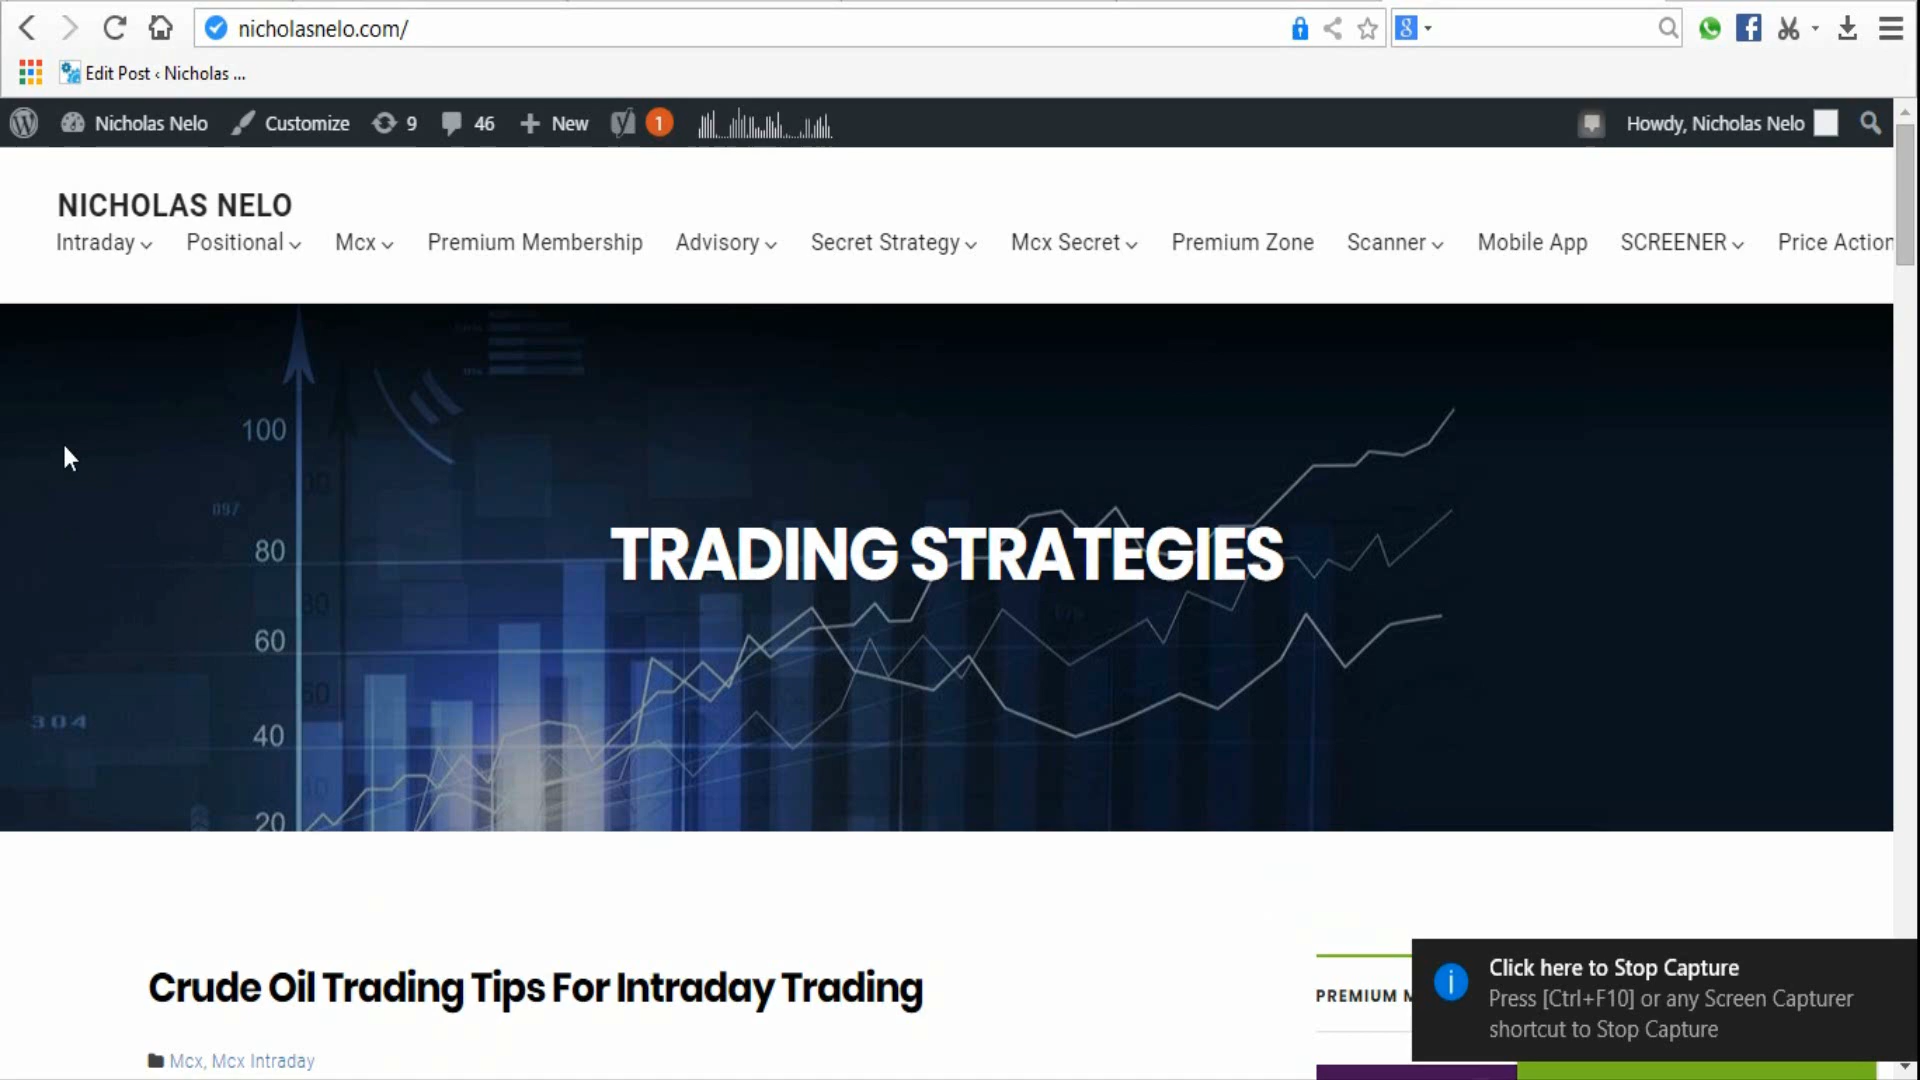 nicholasnelo.com/
Edit Post ‹ Nicholas ...
Nicholas Nelo Customize 9 46 New 1 Howdy, Nicholas Nelo
NICHOLAS NELO
Intraday Positional Mcx Premium Membership Advisory Secret Strategy Mcx Secret Premium Zone Scanner Mobile App SCREENER Price Action
100
097
80
60
304
40
20
TRADING STRATEGIES
Crude Oil Trading Tips For Intraday Trading
Mcx, Mcx Intraday
PREMIUM
Click here to Stop Capture
Press [Ctrl+F10] or any Screen Capturer
shortcut to Stop Capture